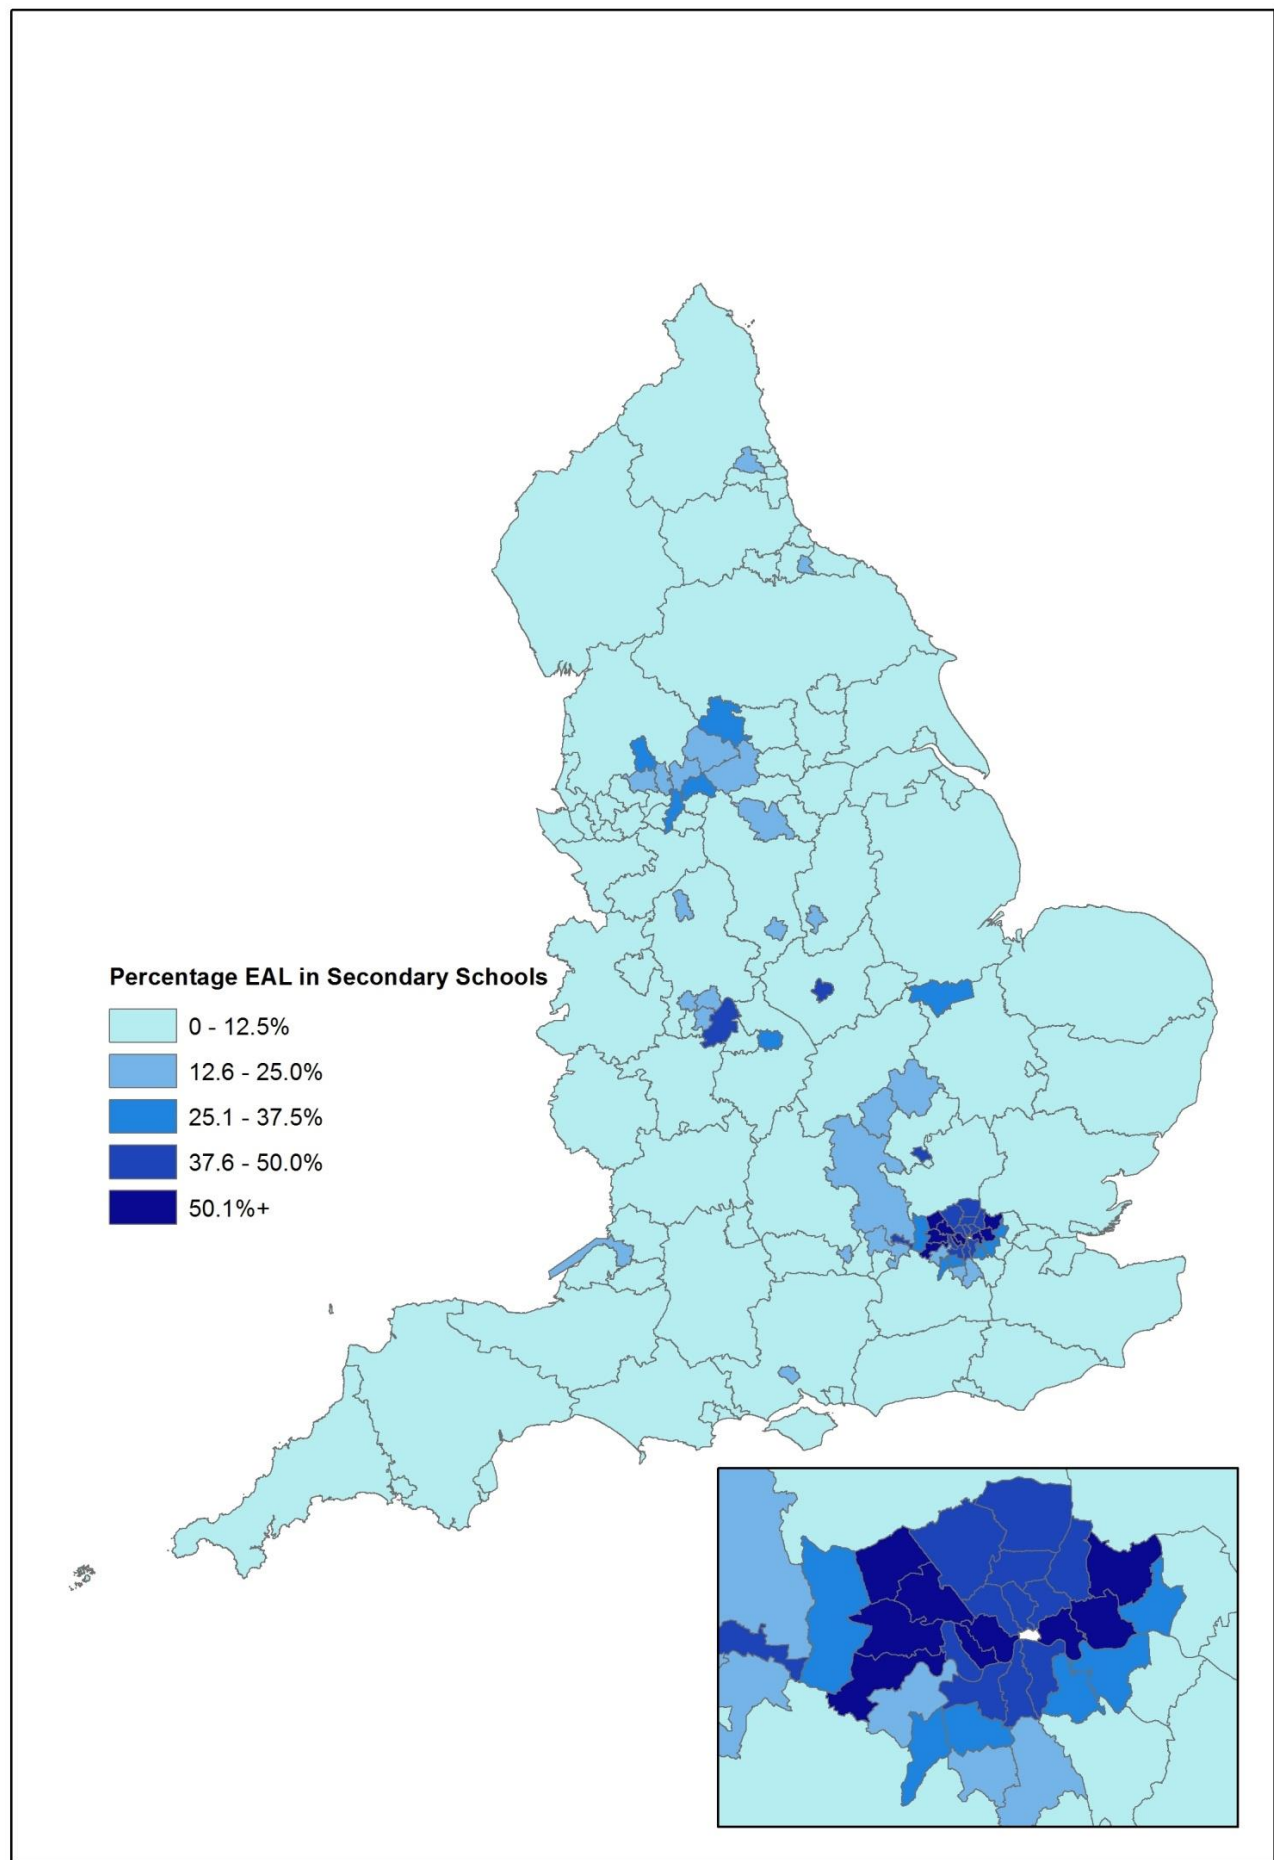 Percentage EAL in Secondary Schools
0 - 12.5%
12.6 - 25.0%
25.1 - 37.5%
37.6 - 50.0%
50.1%+